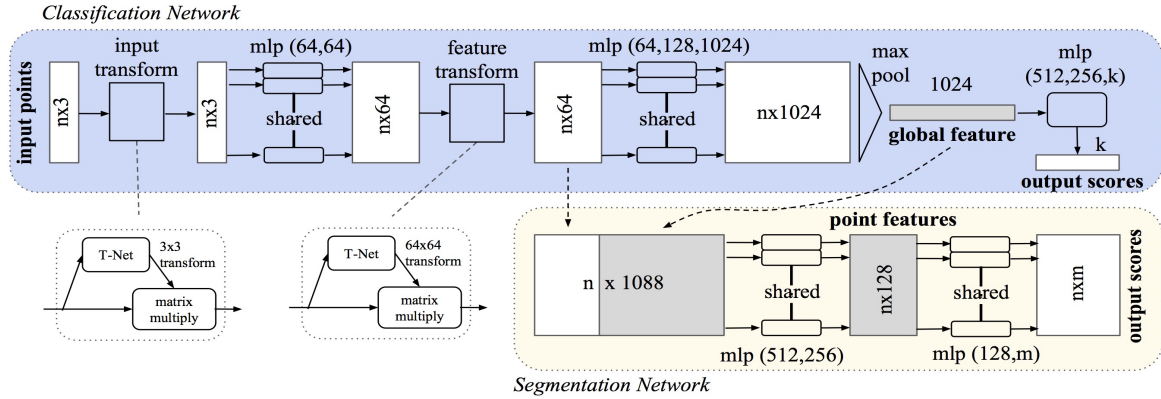 Classification Network
input points
nx3
input
transform
nx3
mlp (64,64)
shared
nx64
feature
transform
nx64
mlp (64,128,1024)
shared
nx1024
max
pool
1024
global feature
mlp
(512,256,k)
k
output scores
T-Net
3x3
transform
matrix
multiply
T-Net
64x64
transform
matrix
multiply
point features
n x 1088
shared
mlp (512,256)
nx128
shared
mlp (128,m)
nxm
output scores
Segmentation Network